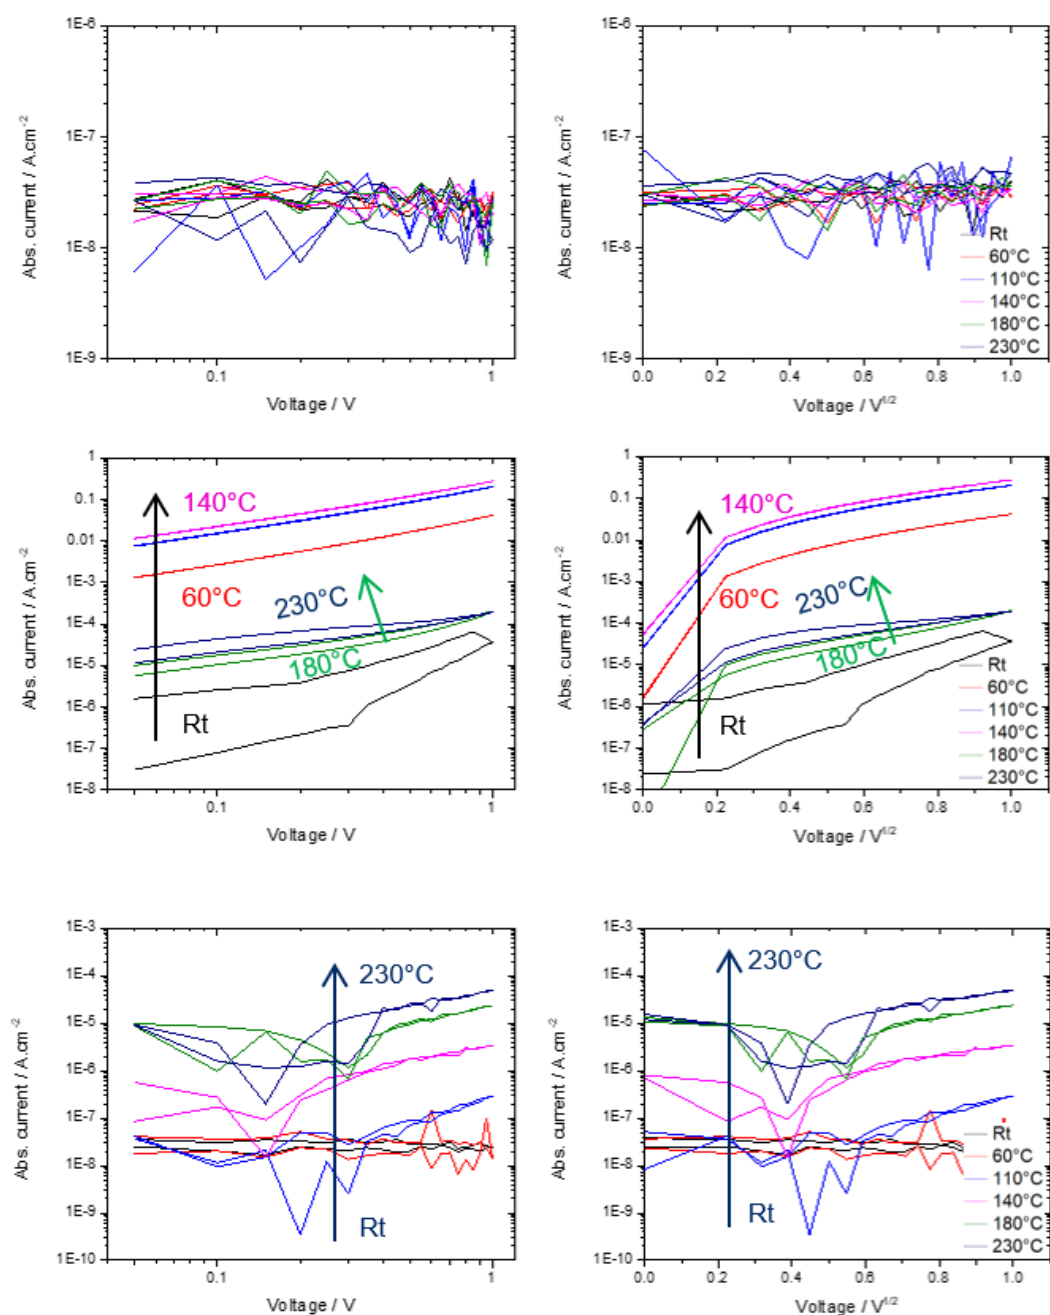 1E-6
1E-7
1E-8
1E-9
Abs. current / A.cm⁻²
0.1
1
Voltage / V
1E-6
1E-7
1E-8
1E-9
Abs. current / A.cm⁻²
Rt
60°C
110°C
140°C
180°C
230°C
0.0 0.2 0.4 0.6 0.8 1.0
Voltage / V^1/2
1
0.1
0.01
1E-3
1E-4
1E-5
1E-6
1E-7
1E-8
Abs. current / A.cm⁻²
140°C
60°C
230°C
180°C
Rt
0.1
1
Voltage / V
1
0.1
0.01
1E-3
1E-4
1E-5
1E-6
1E-7
1E-8
Abs. current / A.cm⁻²
140°C
60°C
230°C
180°C
Rt
Rt
60°C
110°C
140°C
180°C
230°C
0.0 0.2 0.4 0.6 0.8 1.0
Voltage / V^1/2
1E-3
1E-4
1E-5
1E-6
1E-7
1E-8
1E-9
1E-10
Abs. current / A.cm⁻²
230°C
Rt
0.1
1
Voltage / V
1E-3
1E-4
1E-5
1E-6
1E-7
1E-8
1E-9
1E-10
Abs. current / A.cm⁻²
230°C
Rt
Rt
60°C
110°C
140°C
180°C
230°C
0.0 0.2 0.4 0.6 0.8 1.0
Voltage / V^1/2